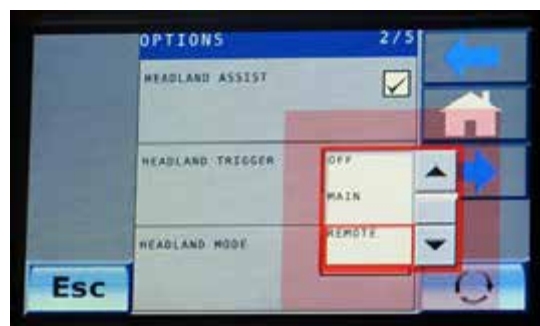 OPTIONS 2/5
HEADLAND ASSIST
HEADLAND TRIGGER
OFF
MAIN
REMOTE
HEADLAND MODE
Esc